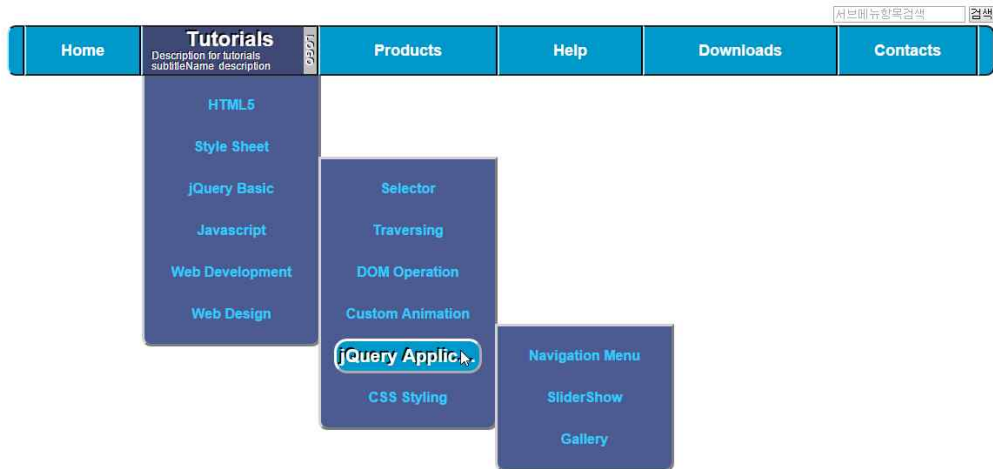 서브메뉴항목검색
검색
Home
Tutorials
Description for tutorials
subtitleName description
LOGO
Products
Help
Downloads
Contacts
HTML5
Style Sheet
jQuery Basic
Javascript
Web Development
Web Design
Selector
Traversing
DOM Operation
Custom Animation
jQuery Applic...
CSS Styling
Navigation Menu
SliderShow
Gallery